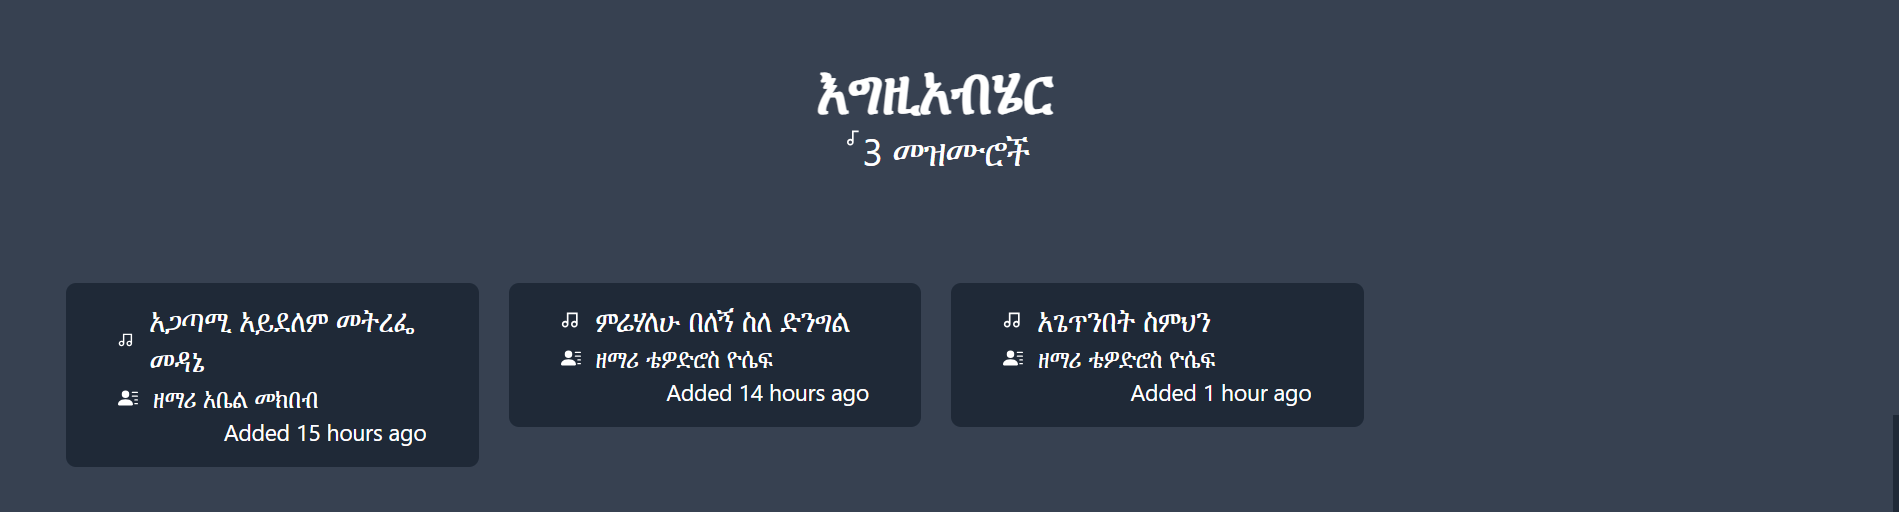 እግዚአብሄር
3 መዝሙሮች
አጋጣሚ አይደለም መትረፌ
መዳኔ
ዘማሪ አቤል መክበብ
Added 15 hours ago
ምሬሃለሁ በለኝ ስለ ድንግል
ዘማሪ ቴዎድሮስ ዮሴፍ
Added 14 hours ago
አጌጥንበት ስምህን
ዘማሪ ቴዎድሮስ ዮሴፍ
Added 1 hour ago